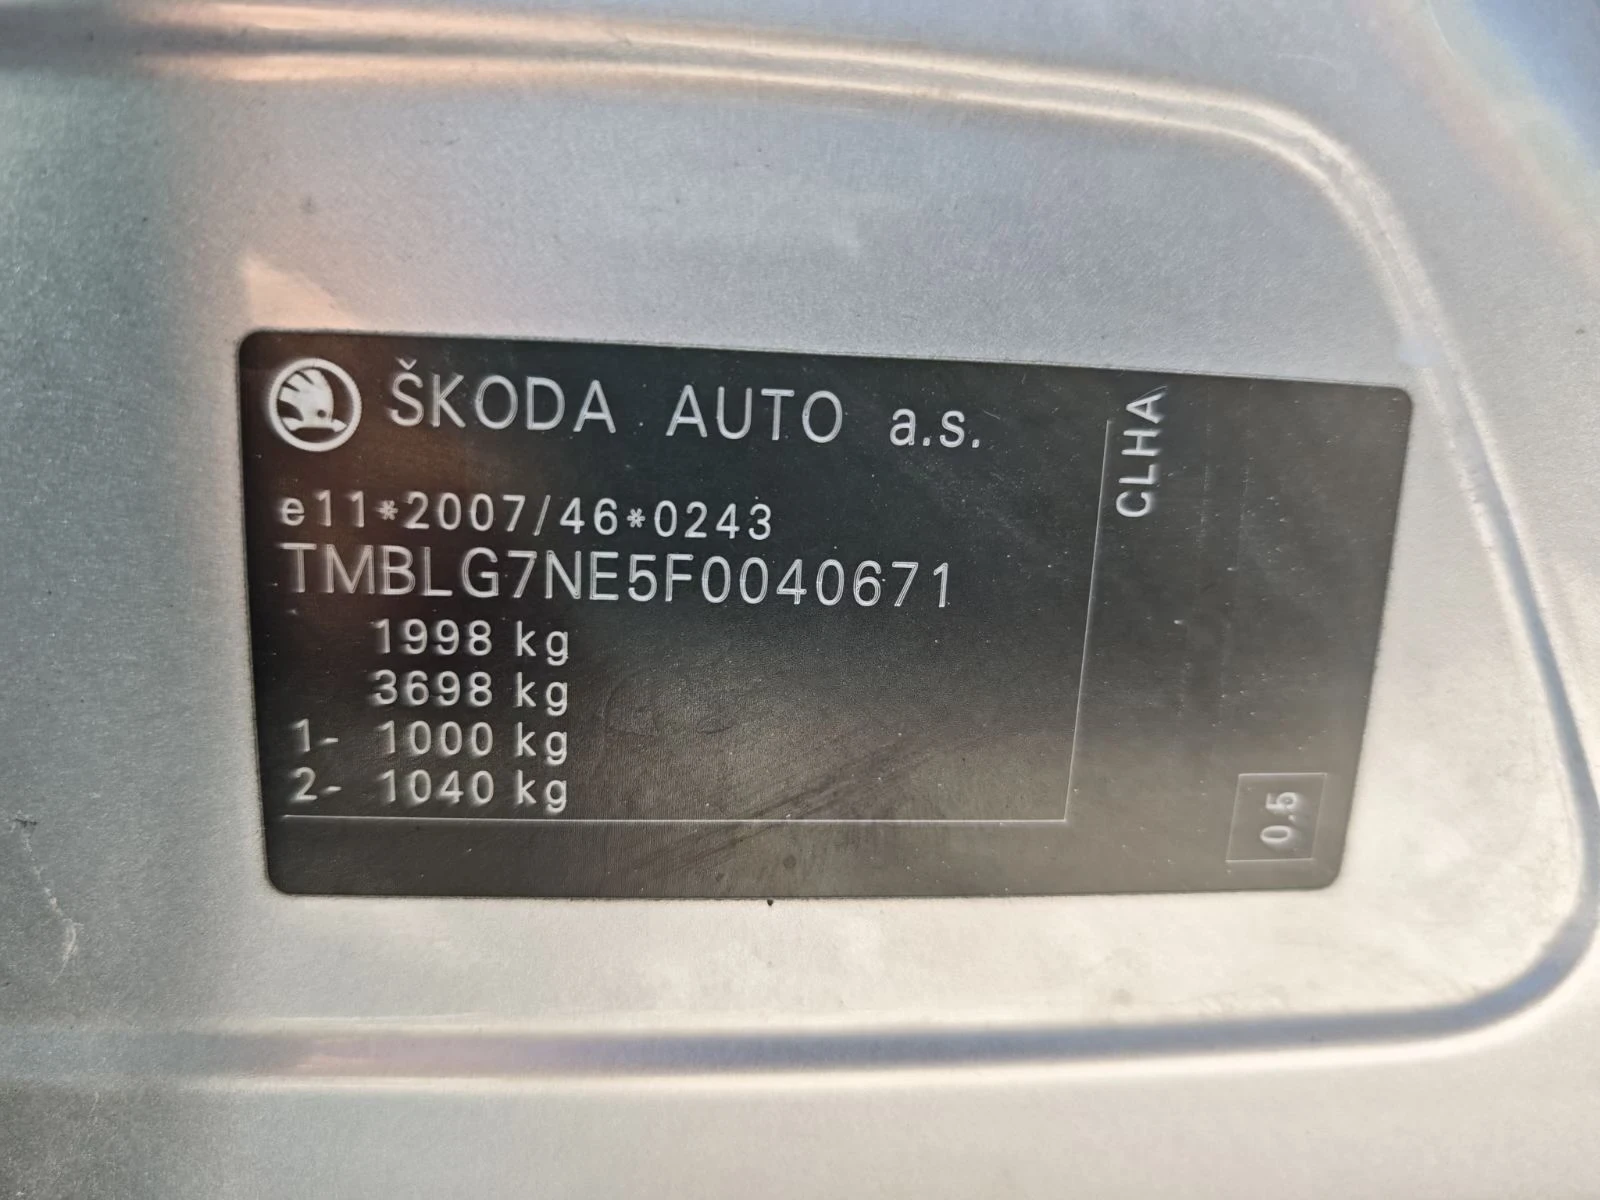 ŠKODA AUTO a.s.
e11*2007/46*0243
TMBLG7NE5F0040671
1998 kg
3698 kg
1- 1000 kg
2- 1040 kg
CLHA
0.5